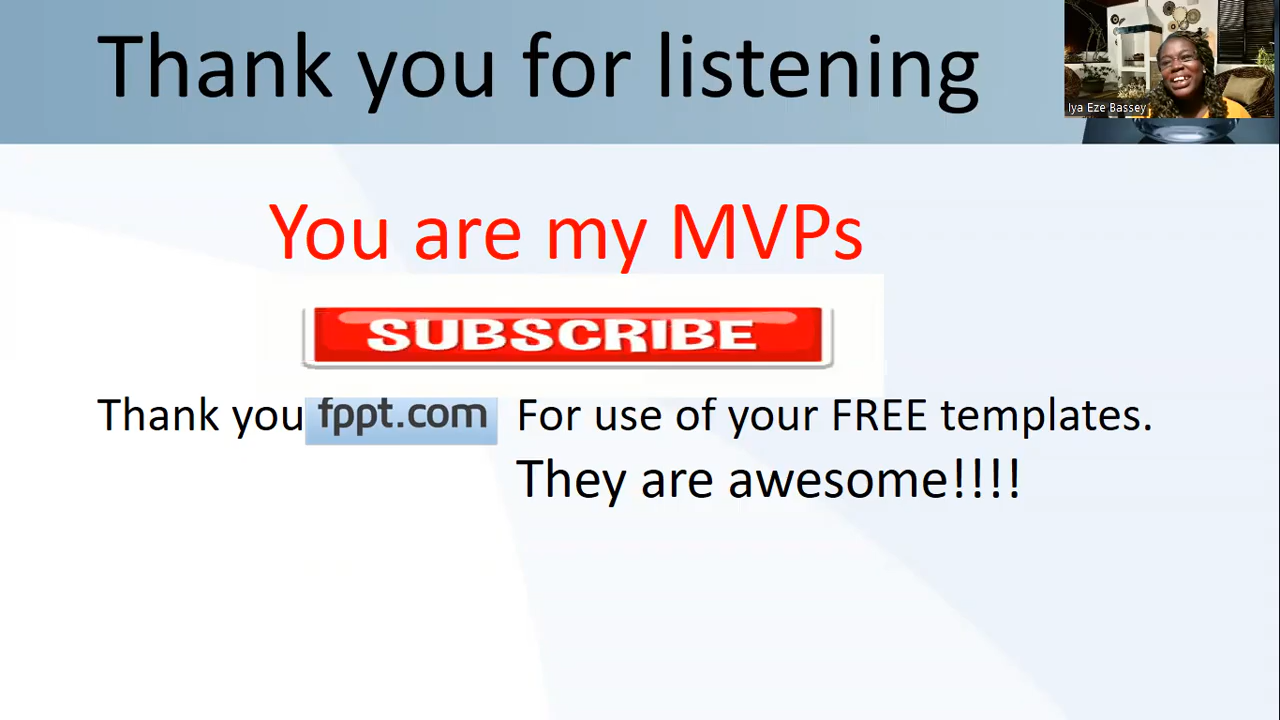 Thank you for listening
Iya Eze Bassey
You are my MVPs
SUBSCRIBE
Thank you fppt.com For use of your FREE templates.
They are awesome!!!!